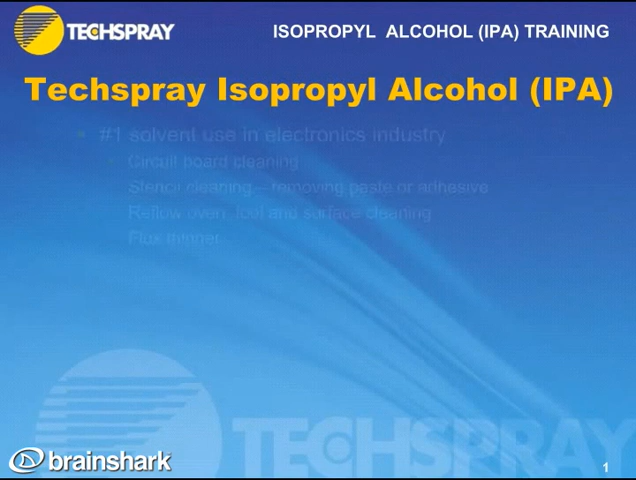 TECHSPRAY
ISOPROPYL ALCOHOL (IPA) TRAINING
Techspray Isopropyl Alcohol (IPA)
#1 solvent use in electronics industry
Circuit board cleaning
Stencil cleaning – removing paste or adhesive
Reflow oven, tool and surface cleaning
Flux thinner
TECHSPRAY
brainshark
1